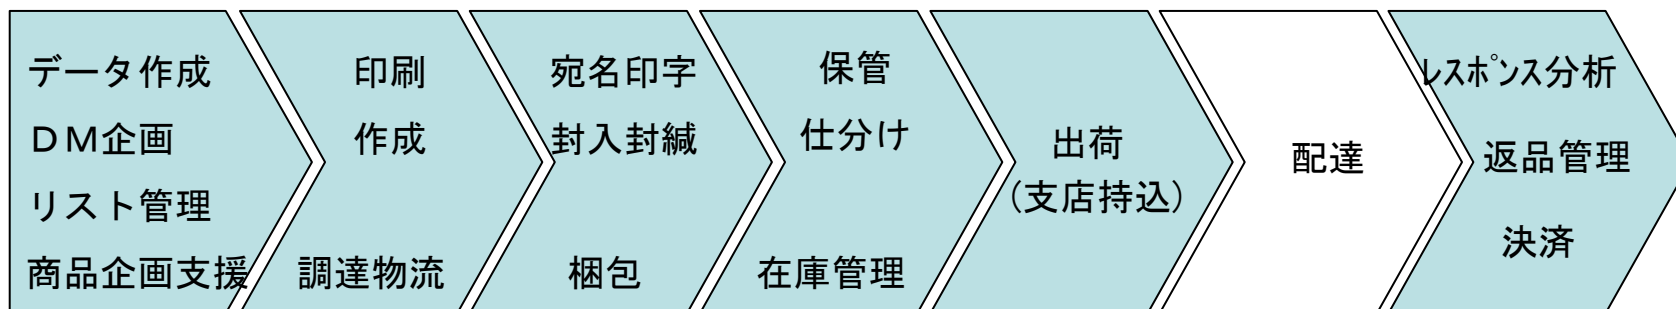 データ作成
ＤＭ企画
リスト管理
商品企画支援
印刷
作成
調達物流
宛名印字
封入封緘
梱包
保管
仕分け
在庫管理
出荷
(支店持込)
配達
ﾚｽﾎﾟﾝｽ分析
返品管理
決済